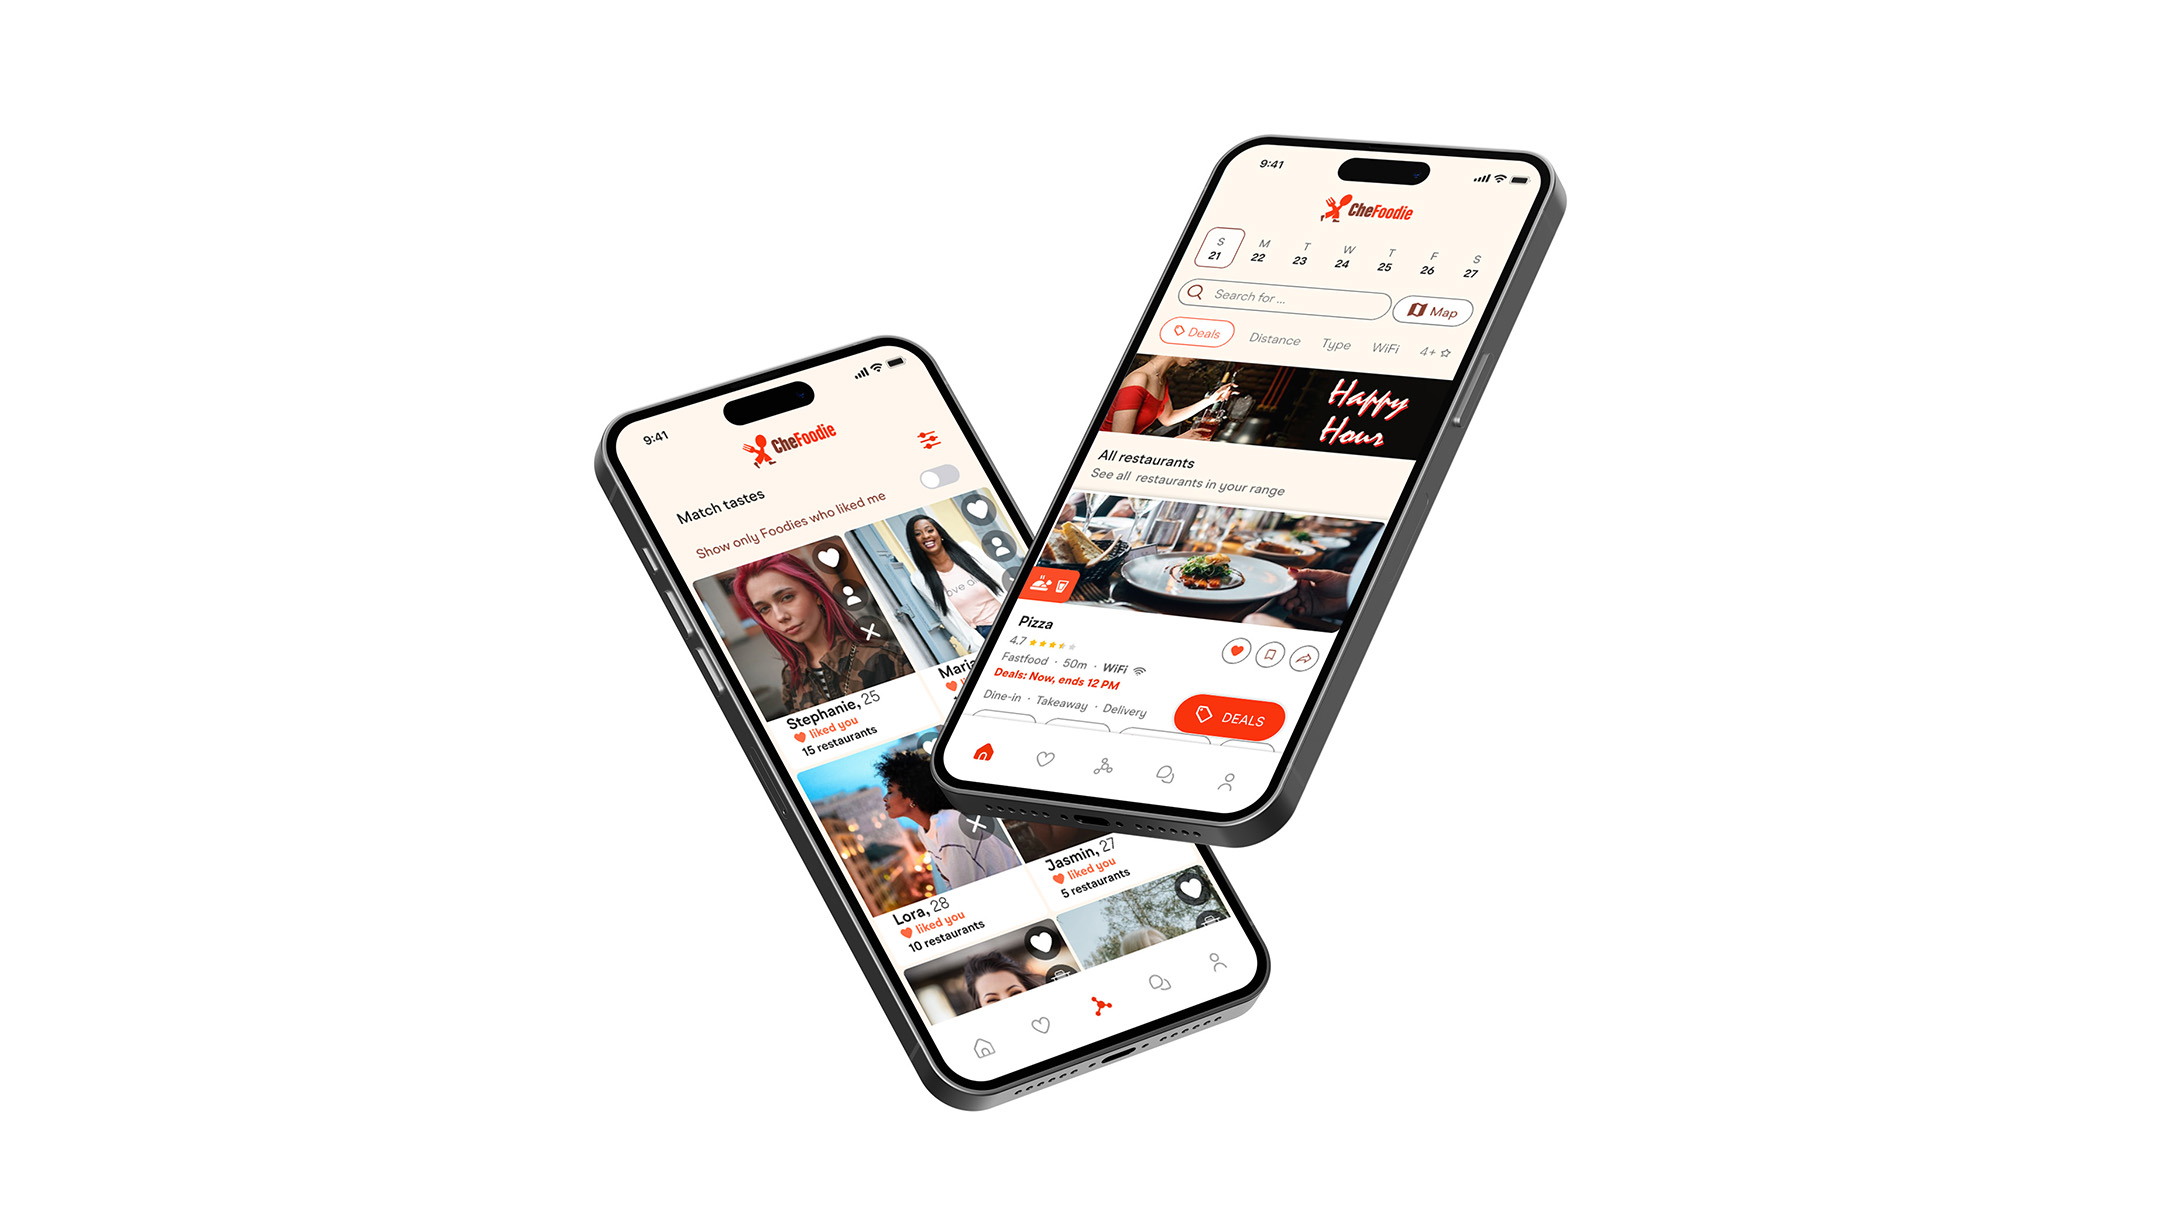 9:41
CheFoodie
Match tastes
Show only Foodies who liked me
Stephanie, 25
liked you
15 restaurants
Maria
Lora, 28
liked you
10 restaurants
Jasmin, 27
liked you
5 restaurants
9:41
CheFoodie
S M T W T F S
21 22 23 24 25 26 27
Search for ...
Map
Deals Distance Type WiFi 4+
Happy
Hour
All restaurants
See all restaurants in your range
Pizza
4.7
Fastfood · 50m · WiFi
Deals: Now, ends 12 PM
Dine-in · Takeaway · Delivery
DEALS